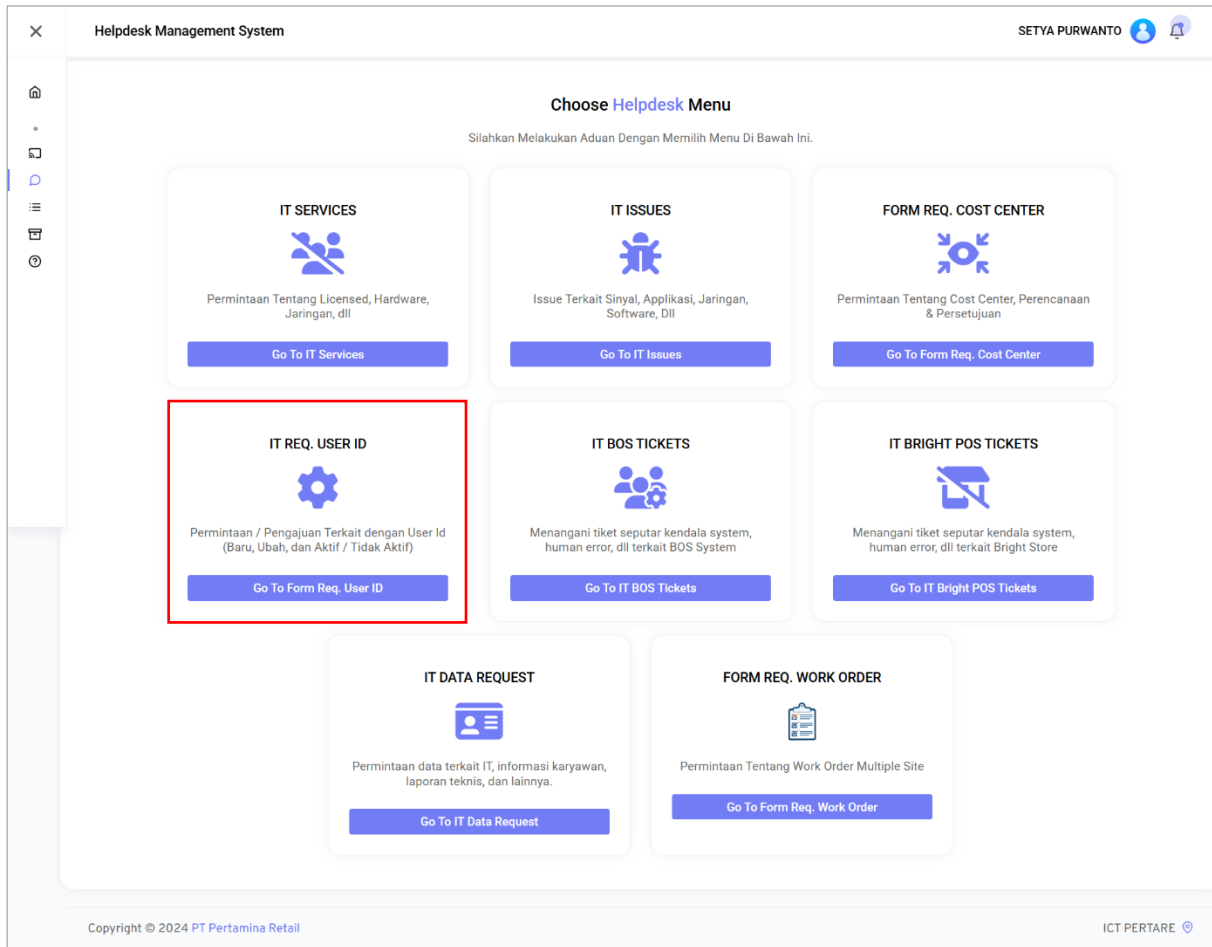 Helpdesk Management System
SETYA PURWANTO
Choose Helpdesk Menu
Silahkan Melakukan Aduan Dengan Memilih Menu Di Bawah Ini.
IT SERVICES
Permintaan Tentang Licensed, Hardware,
Jaringan, dll
Go To IT Services
IT ISSUES
Issue Terkait Sinyal, Applikasi, Jaringan,
Software, Dll
Go To IT Issues
FORM REQ. COST CENTER
Permintaan Tentang Cost Center, Perencanaan
& Persetujuan
Go To Form Req. Cost Center
IT REQ. USER ID
Permintaan / Pengajuan Terkait dengan User Id
(Baru, Ubah, dan Aktif / Tidak Aktif)
Go To Form Req. User ID
IT BOS TICKETS
Menangani tiket seputar kendala system,
human error, dll terkait BOS System
Go To IT BOS Tickets
IT BRIGHT POS TICKETS
Menangani tiket seputar kendala system,
human error, dll terkait Bright Store
Go To IT Bright POS Tickets
IT DATA REQUEST
Permintaan data terkait IT, informasi karyawan,
laporan teknis, dan lainnya.
Go To IT Data Request
FORM REQ. WORK ORDER
Permintaan Tentang Work Order Multiple Site
Go To Form Req. Work Order
Copyright © 2024 PT Pertamina Retail
ICT PERTARE